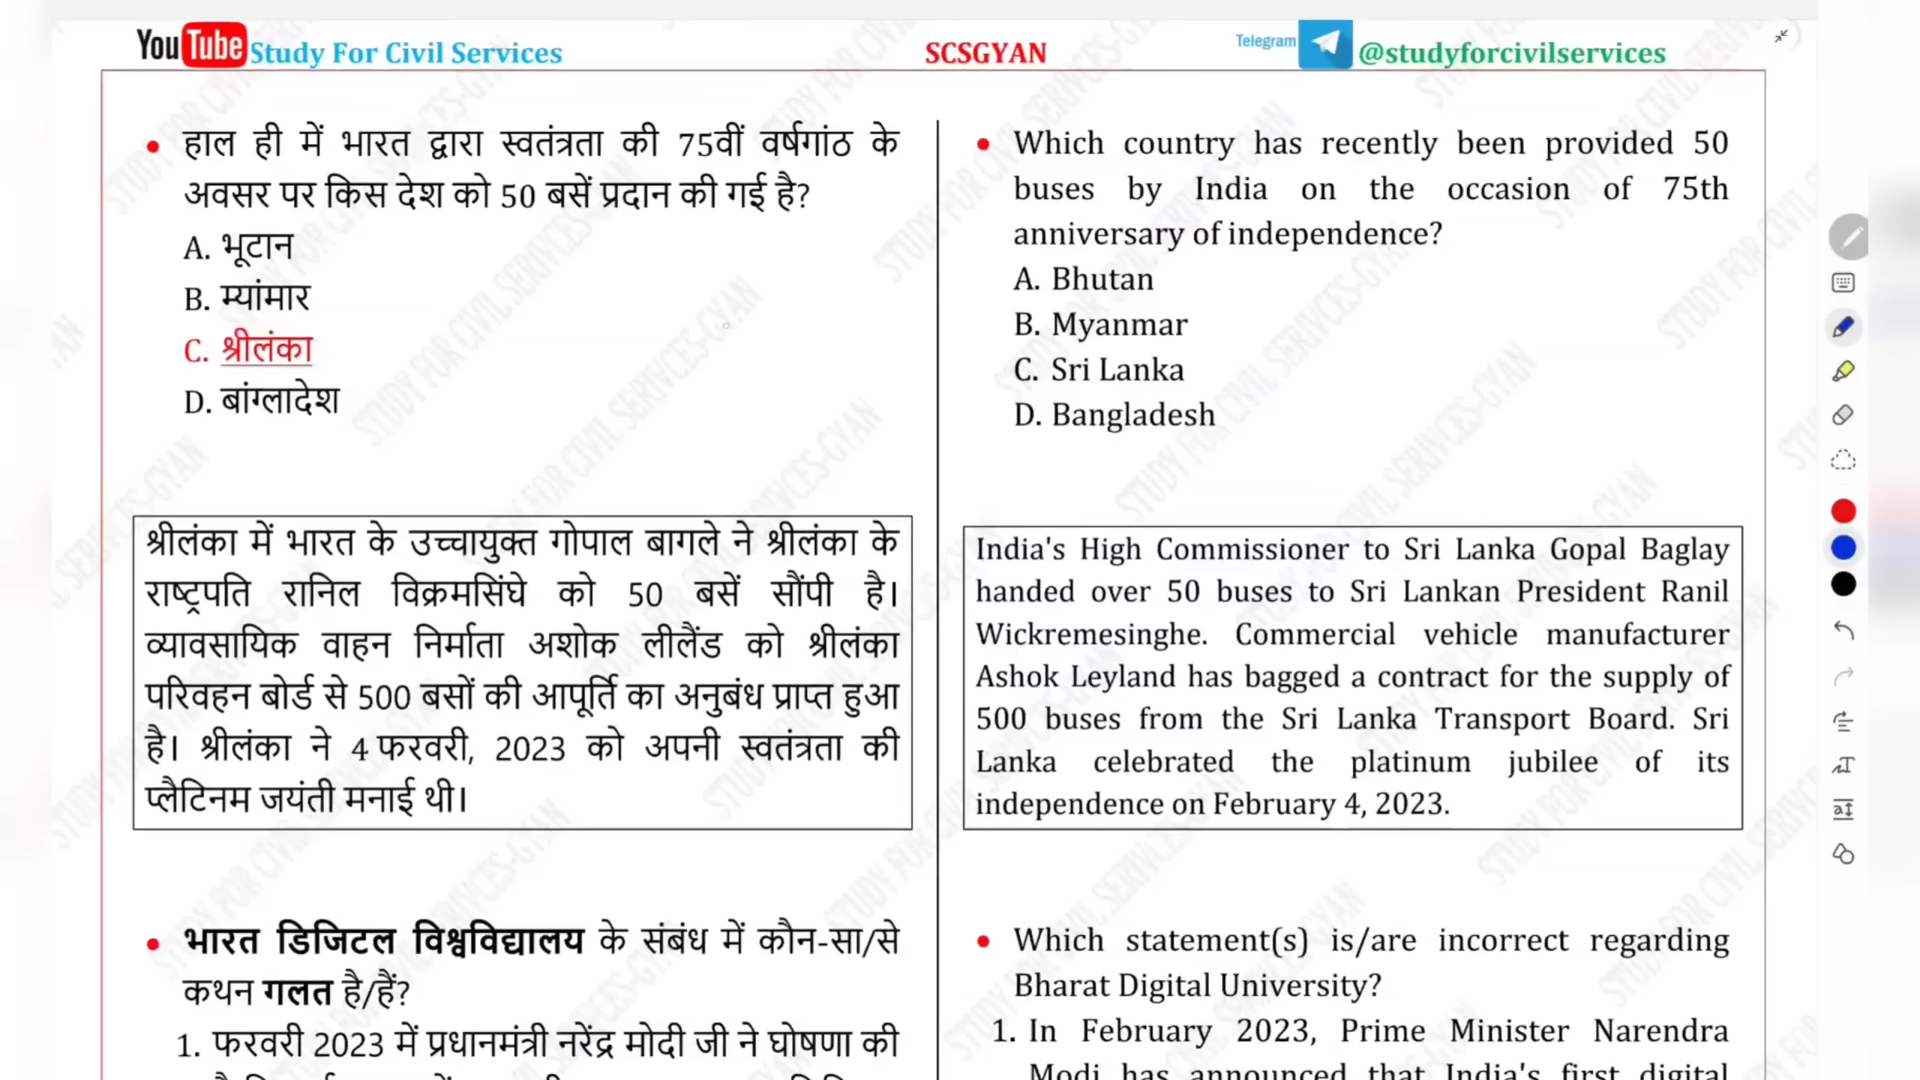 YouTube Study For Civil Services
SCSGYAN
Telegram @studyforcivilservices
• हाल ही में भारत द्वारा स्वतंत्रता की 75वीं वर्षगांठ के
अवसर पर किस देश को 50 बसें प्रदान की गई है?
A. भूटान
B. म्यांमार
C. श्रीलंका
D. बांग्लादेश
श्रीलंका में भारत के उच्चायुक्त गोपाल बागले ने श्रीलंका के
राष्ट्रपति रानिल विक्रमसिंघे को 50 बसें सौंपी है।
व्यावसायिक वाहन निर्माता अशोक लीलैंड को श्रीलंका
परिवहन बोर्ड से 500 बसों की आपूर्ति का अनुबंध प्राप्त हुआ
है। श्रीलंका ने 4 फरवरी, 2023 को अपनी स्वतंत्रता की
प्लैटिनम जयंती मनाई थी।
• भारत डिजिटल विश्वविद्यालय के संबंध में कौन-सा/से
कथन गलत है/हैं?
1. फरवरी 2023 में प्रधानमंत्री नरेंद्र मोदी जी ने घोषणा की
• Which country has recently been provided 50
buses by India on the occasion of 75th
anniversary of independence?
A. Bhutan
B. Myanmar
C. Sri Lanka
D. Bangladesh
India's High Commissioner to Sri Lanka Gopal Baglay
handed over 50 buses to Sri Lankan President Ranil
Wickremesinghe. Commercial vehicle manufacturer
Ashok Leyland has bagged a contract for the supply of
500 buses from the Sri Lanka Transport Board. Sri
Lanka celebrated the platinum jubilee of its
independence on February 4, 2023.
• Which statement(s) is/are incorrect regarding
Bharat Digital University?
1. In February 2023, Prime Minister Narendra
Modi has announced that India's first digital